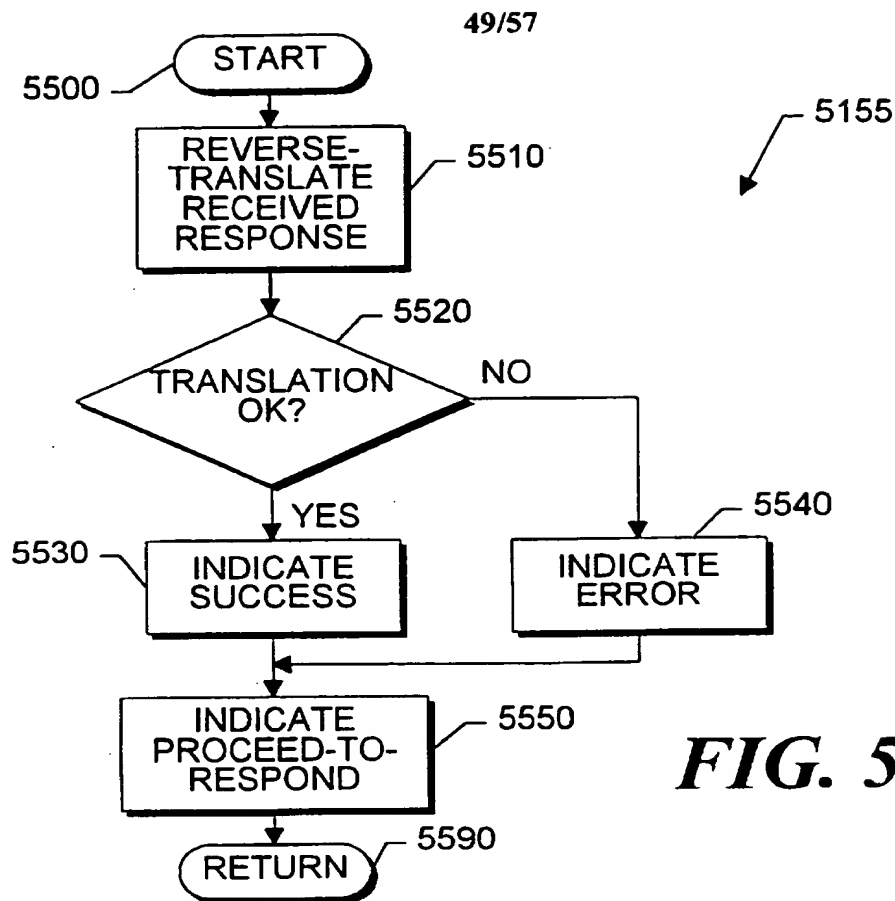 49/57
START
5500
5155
REVERSE-
TRANSLATE
RECEIVED
RESPONSE
5510
5520
TRANSLATION
OK?
NO
YES
5530
INDICATE
SUCCESS
5540
INDICATE
ERROR
INDICATE
PROCEED-TO-
RESPOND
5550
FIG. 5
RETURN
5590